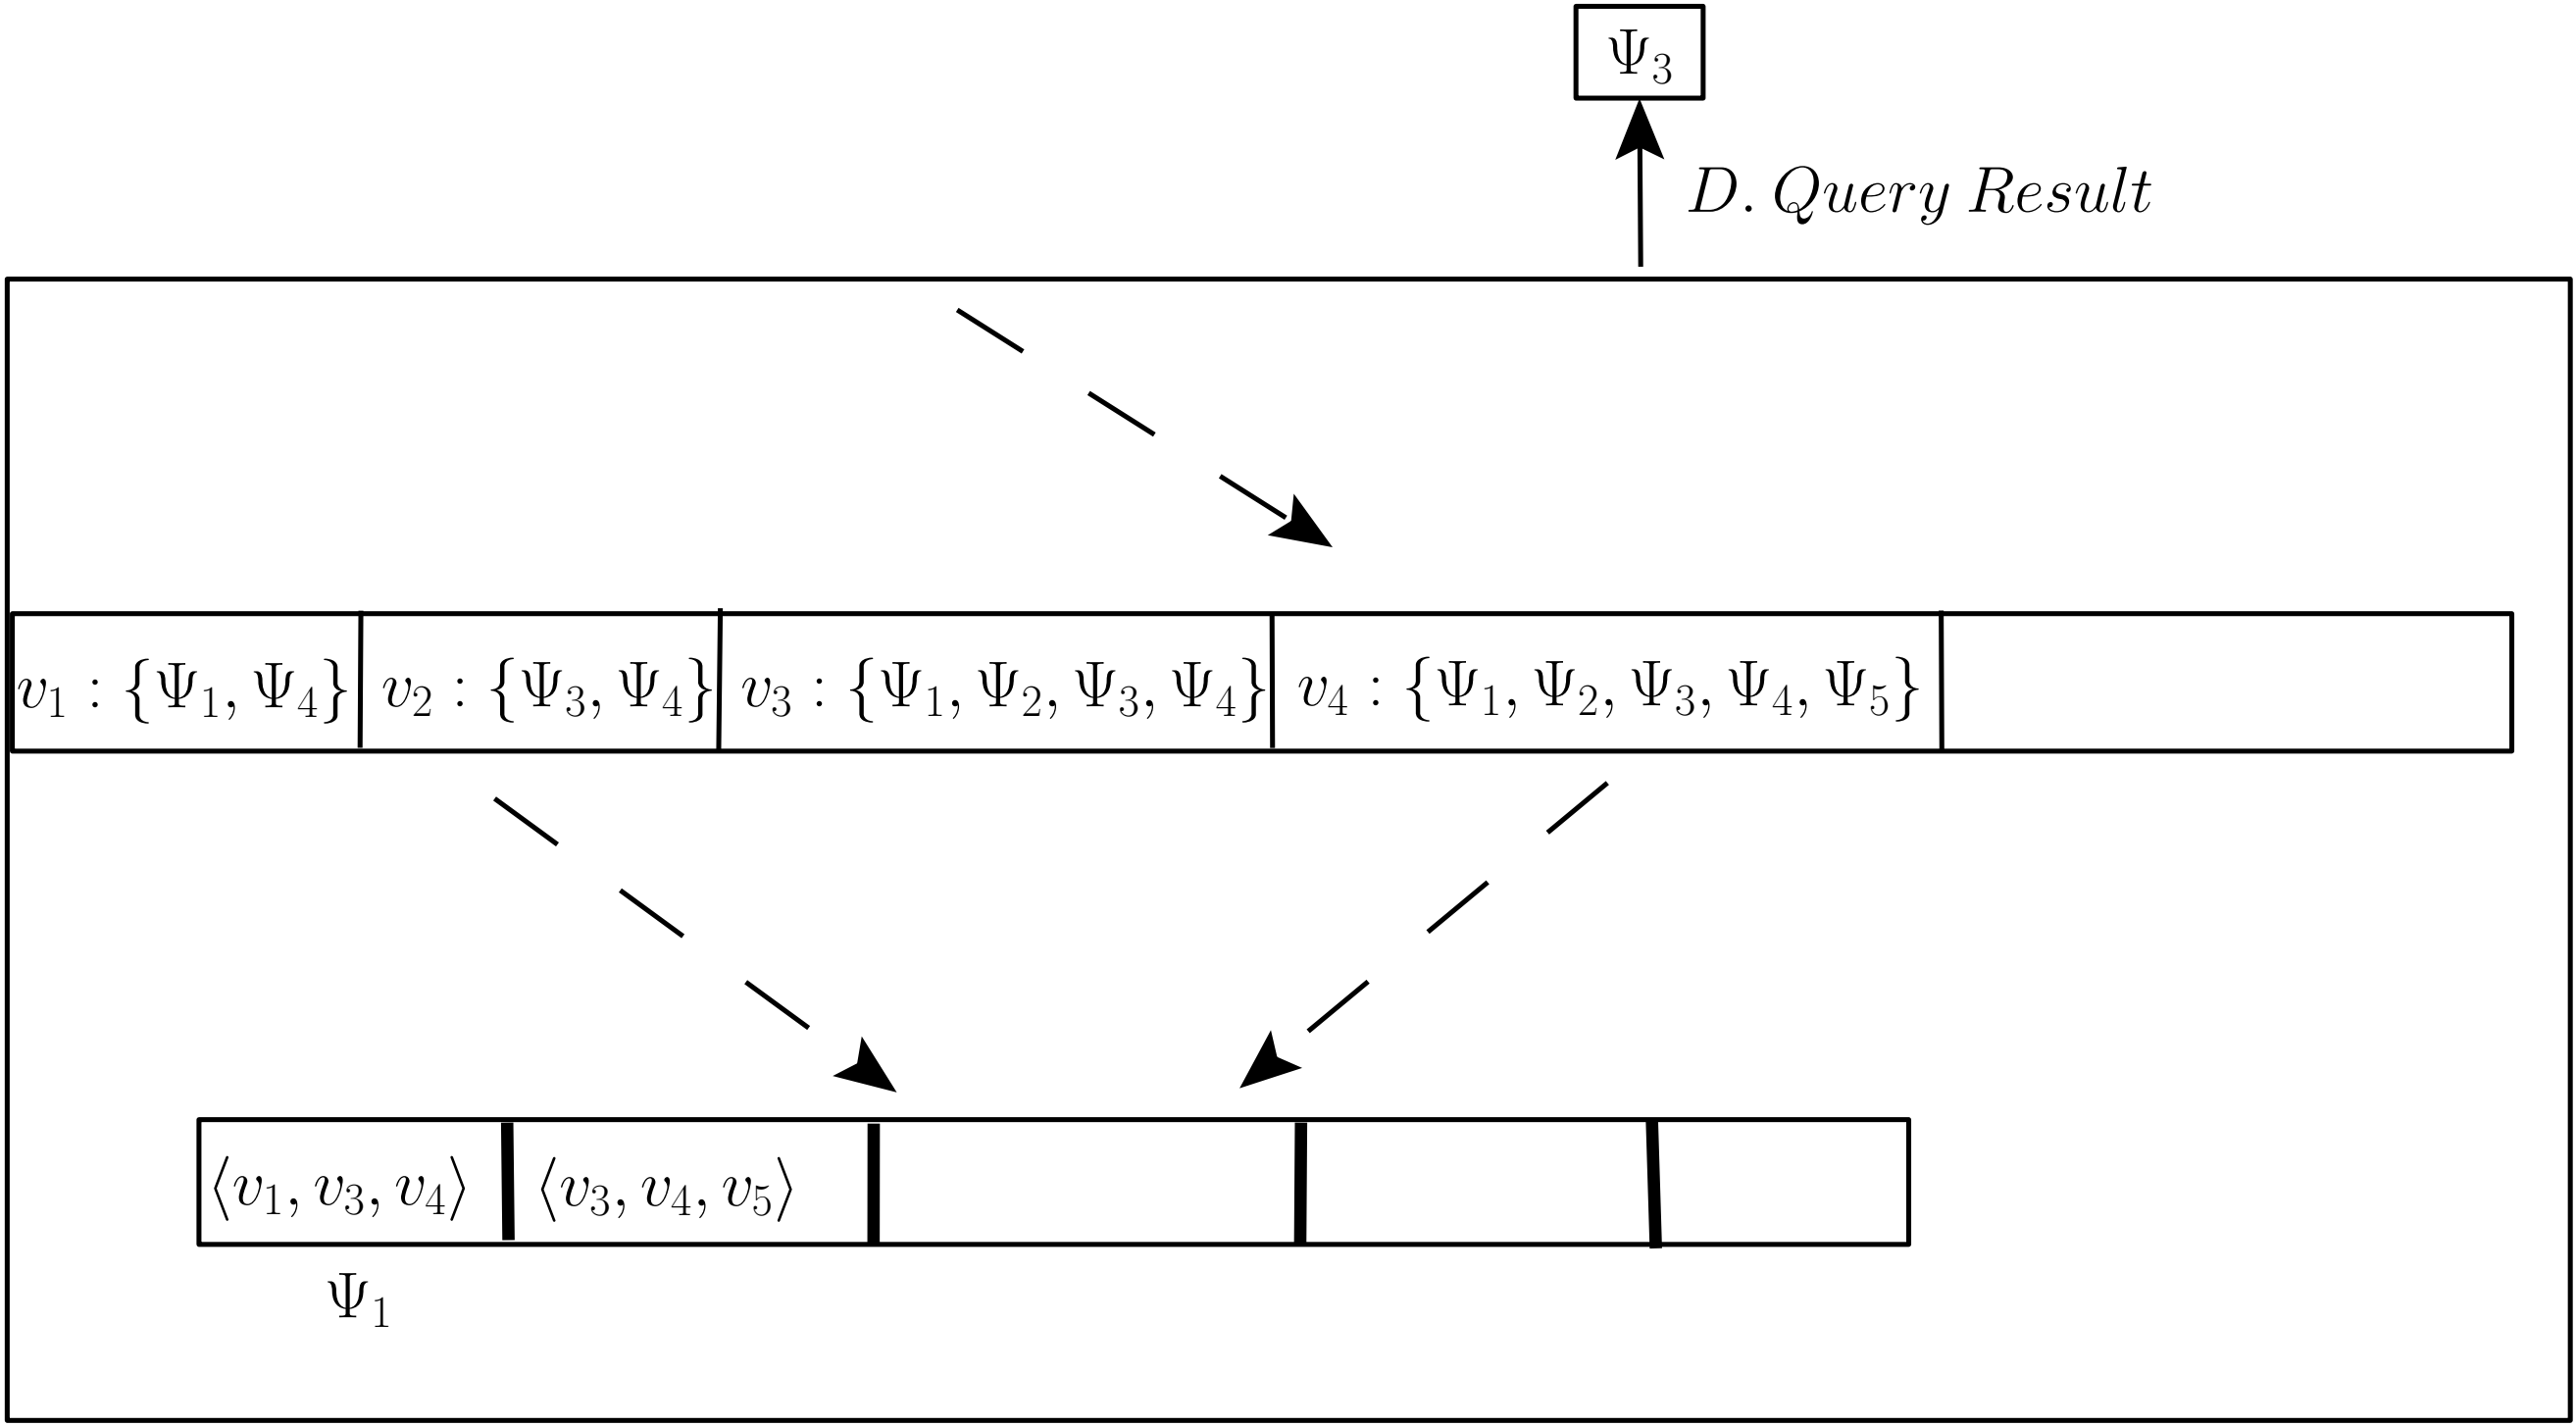 Ψ₃
D. Query Result
v₁ : {Ψ₁, Ψ₄} v₂ : {Ψ₃, Ψ₄} v₃ : {Ψ₁, Ψ₂, Ψ₃, Ψ₄} v₄ : {Ψ₁, Ψ₂, Ψ₃, Ψ₄, Ψ₅}
⟨v₁, v₃, v₄⟩ ⟨v₃, v₄, v₅⟩
Ψ₁